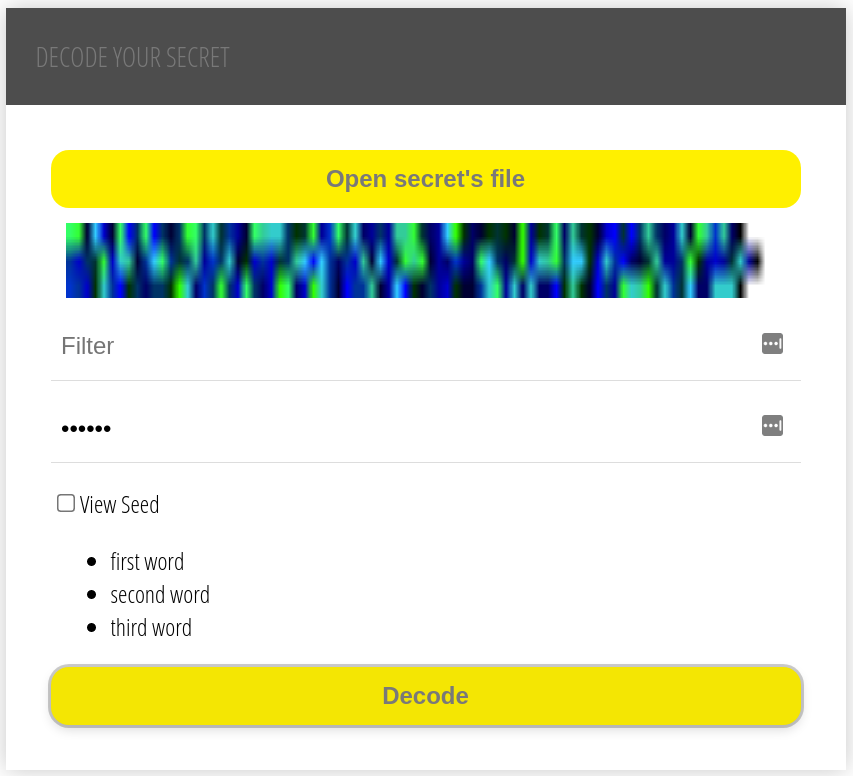 DECODE YOUR SECRET
Open secret's file
Filter
••••••
View Seed
first word
second word
third word
Decode